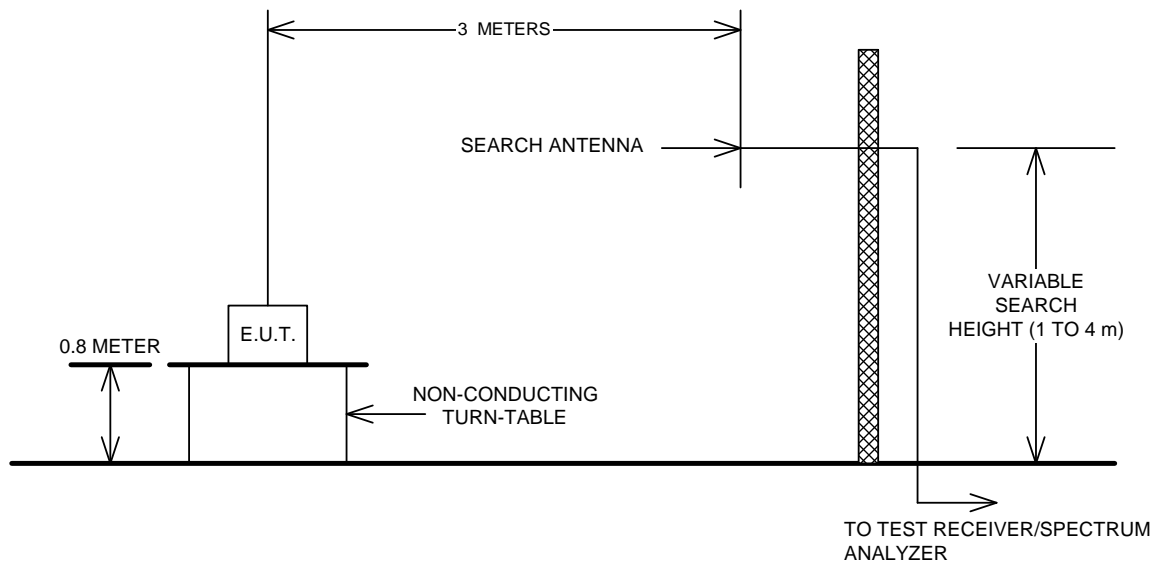 3 METERS
SEARCH ANTENNA
VARIABLE
SEARCH
HEIGHT (1 TO 4 m)
E.U.T.
0.8 METER
NON-CONDUCTING
TURN-TABLE
TO TEST RECEIVER/SPECTRUM
ANALYZER